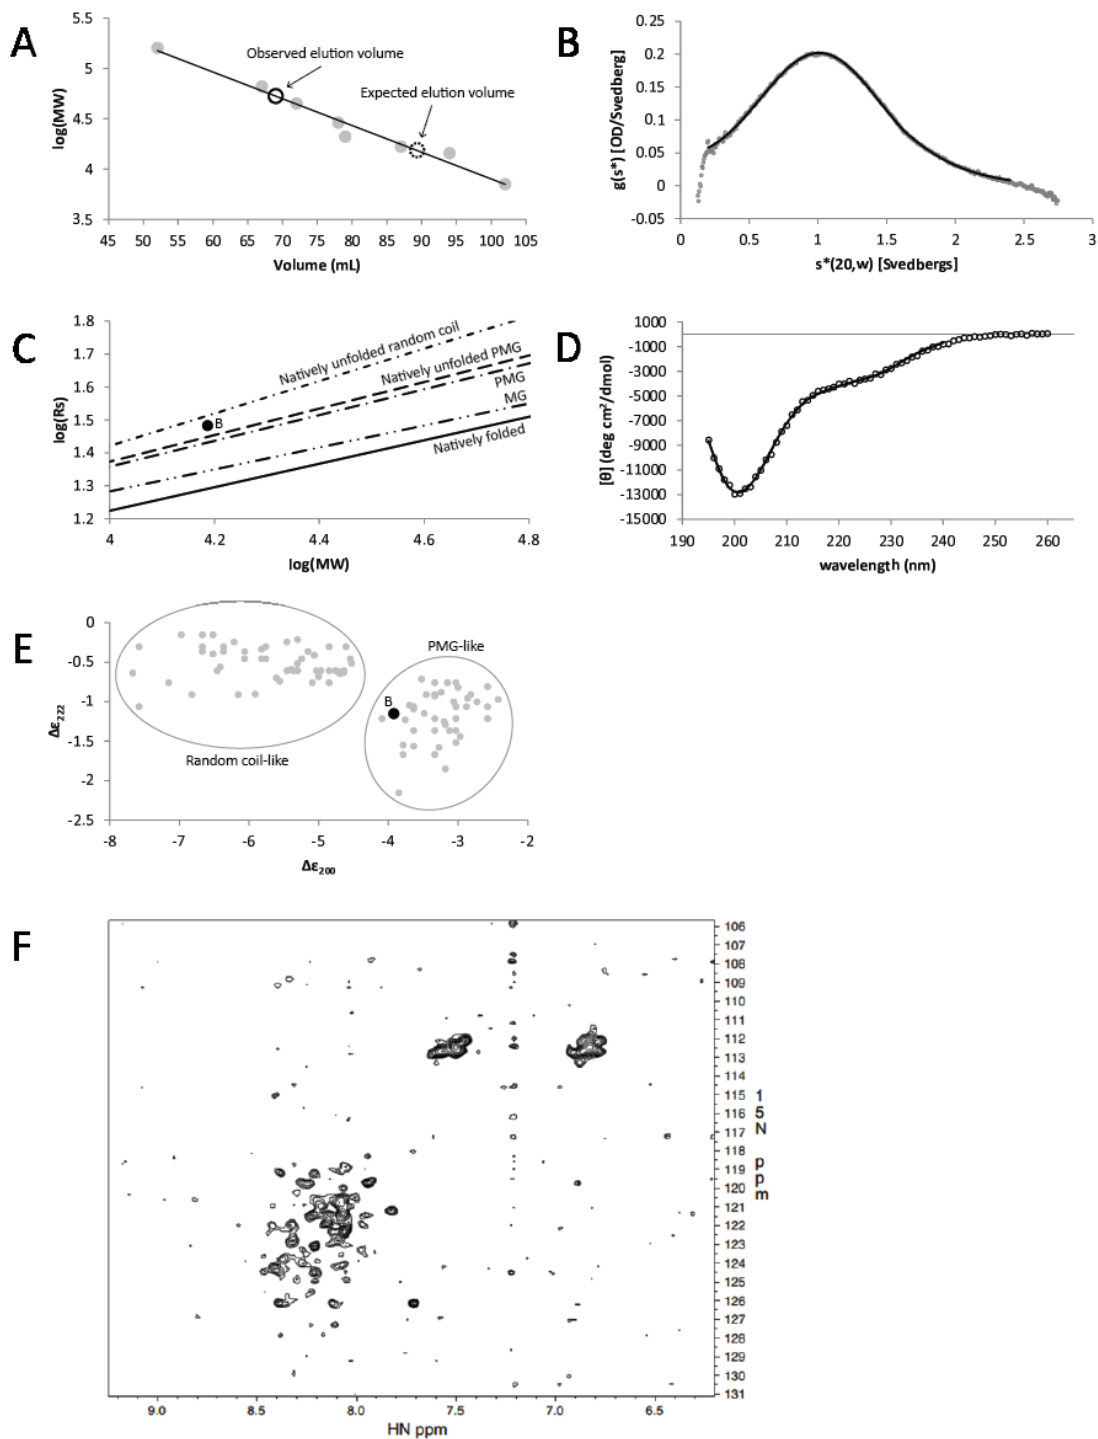 A
5.5
5
4.5
4
3.5
log(MW)
Observed elution volume
Expected elution volume
45 55 50 65 60 75 70 85 80 95 90 105 100
Volume (mL)
B
0.25
0.2
0.15
0.1
0.05
0
-0.05
g(s*) [OD/Svedberg]
0 0.5 1 1.5 2 2.5 3
s*(20,w) [Svedbergs]
C
1.8
1.7
1.6
1.5
1.4
1.3
1.2
log(Rs)
Natively unfolded random coil
Natively unfolded PMG
PMG
MG
Natively folded
B
4 4.2 4.4 4.6 4.8
log(MW)
D
1000
-1000
-3000
-5000
-7000
-9000
-11000
-13000
-15000
[θ] (deg cm²/dmol)
190 200 210 220 230 240 250 260
wavelength (nm)
E
0
-0.5
-1
-1.5
-2
-2.5
Δε₂₂₂
PMG-like
B
Random coil-like
-8 -7 -6 -5 -4 -3 -2
Δε₂₀₀
F
106
107
108
109
110
111
112
113
114
115
116
117
118
119
120
121
122
123
124
125
126
127
128
129
130
131
15N ppm
9.0 8.5 8.0 7.5 7.0 6.5
HN ppm